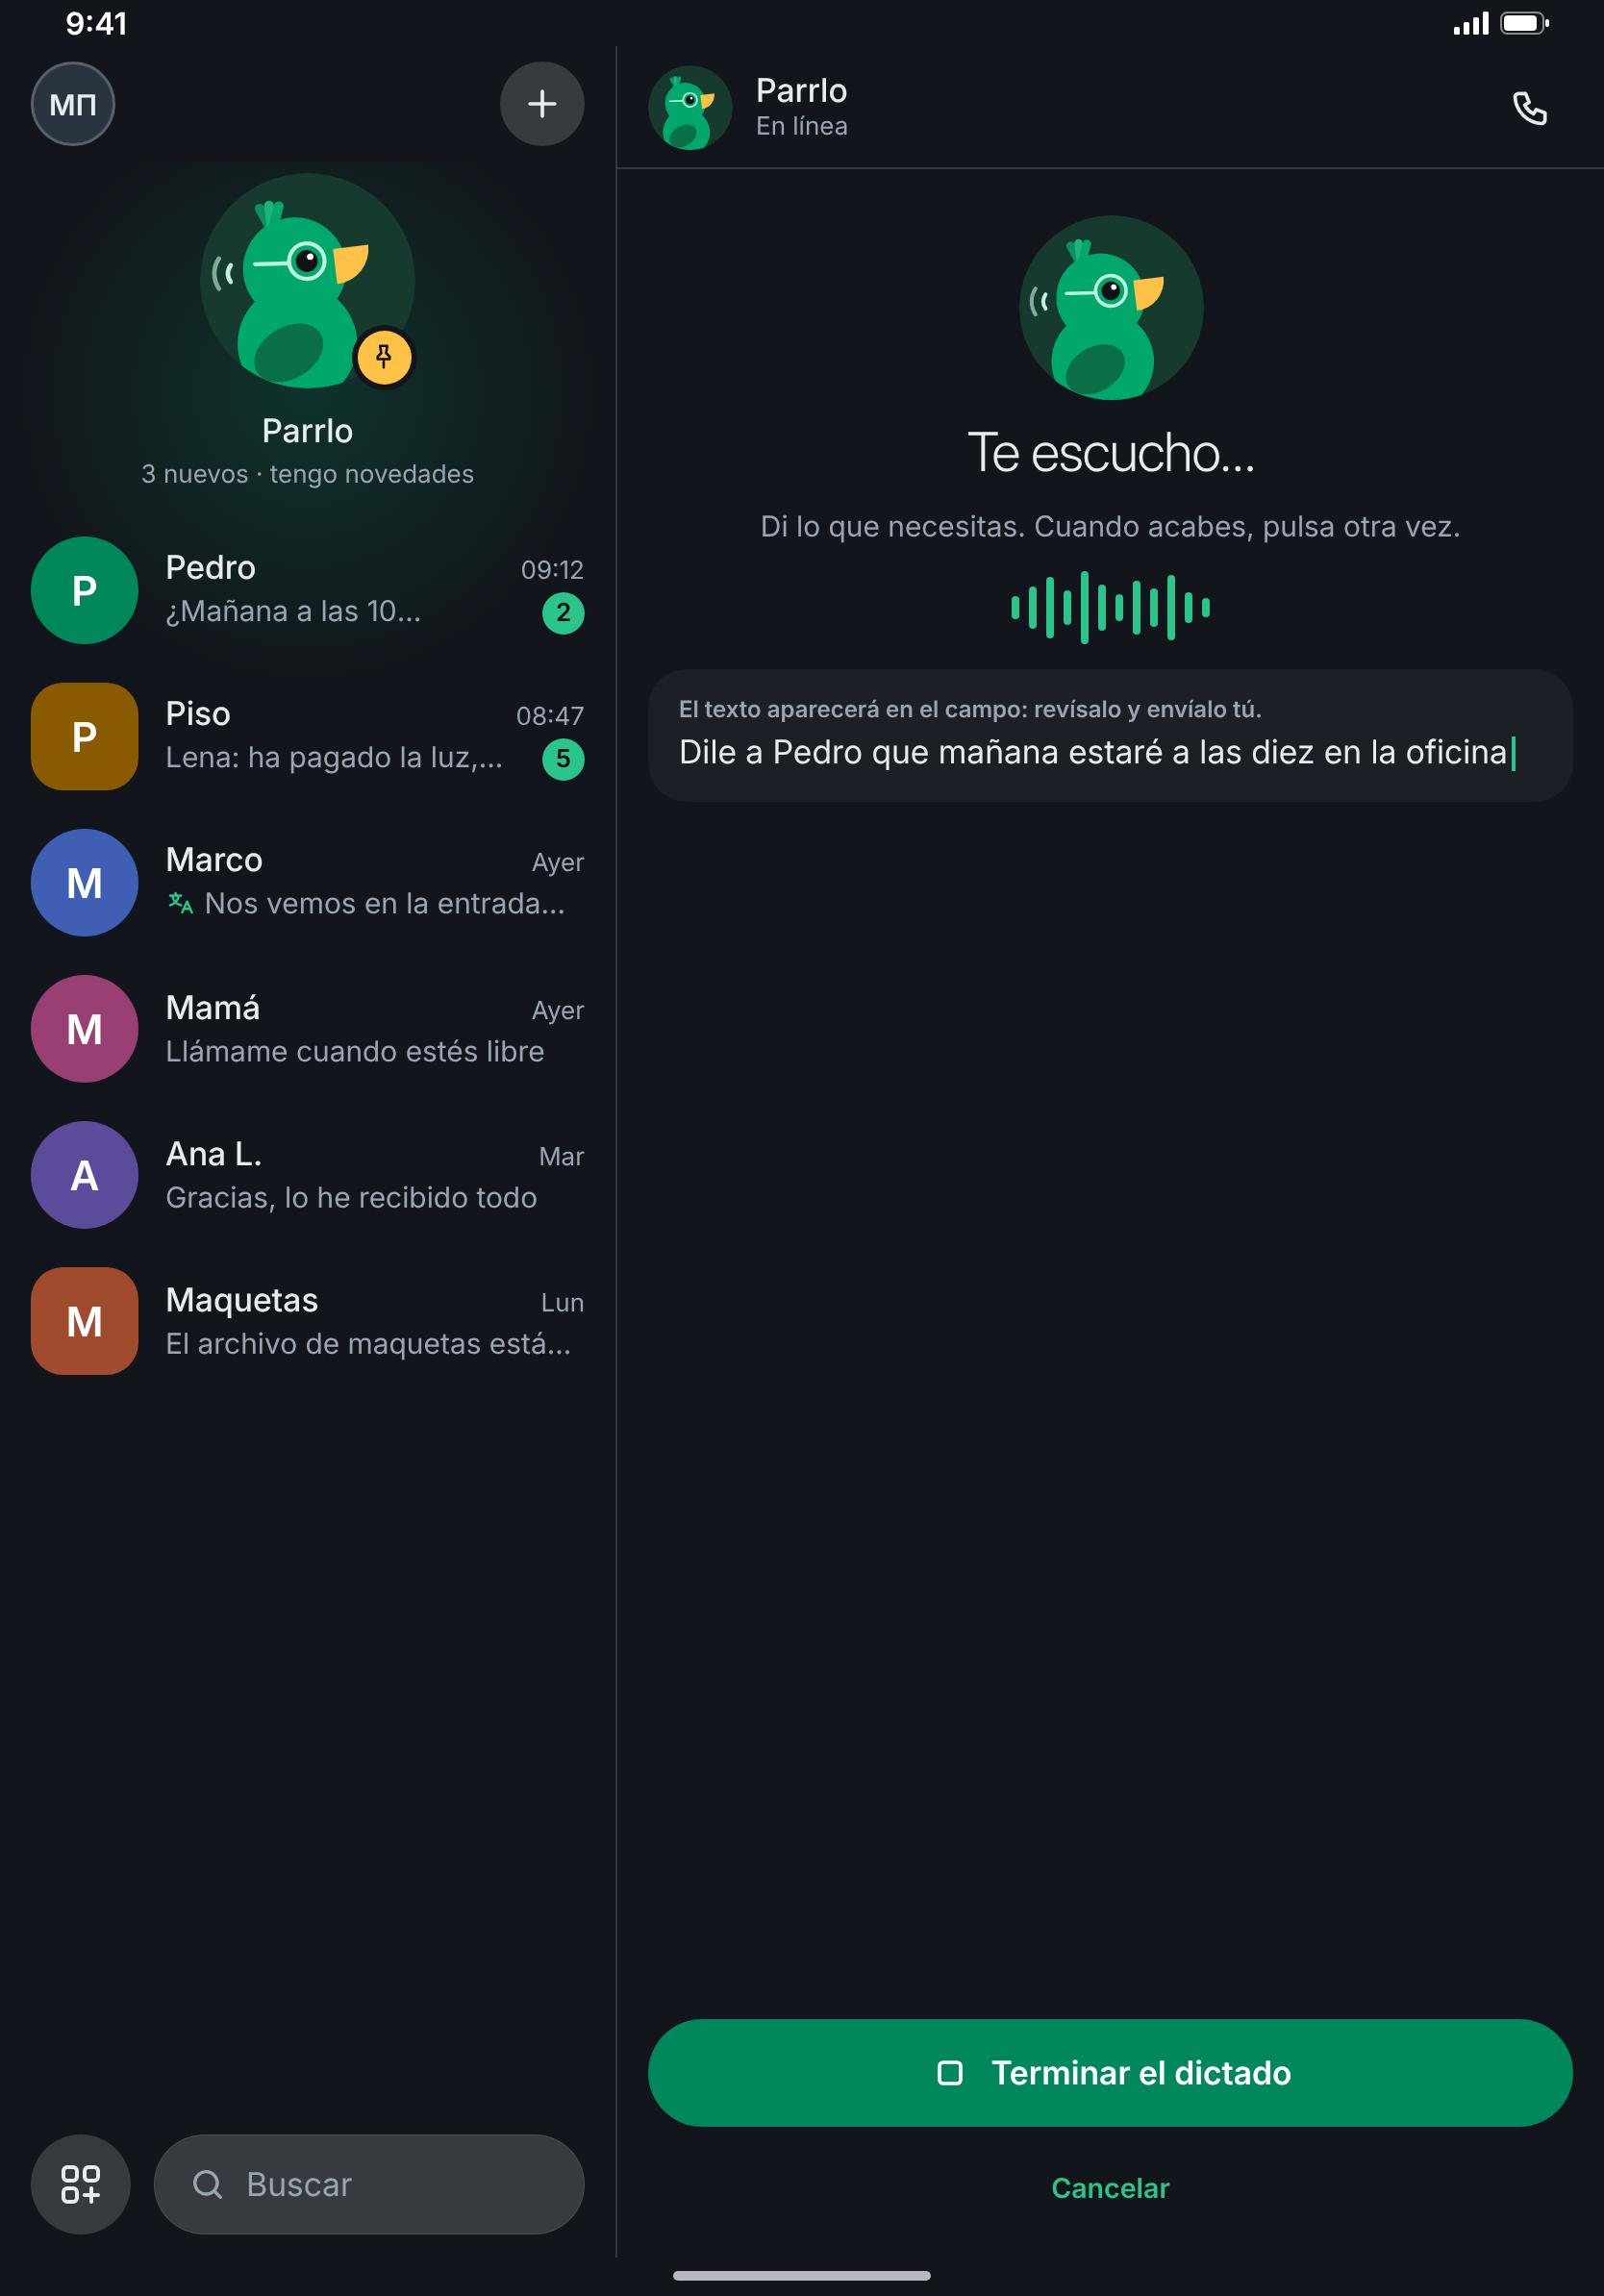 9:41
МП
Parrlo
3 nuevos · tengo novedades
Pedro
09:12
¿Mañana a las 10...
2
P
Piso
08:47
Lena: ha pagado la luz,...
5
P
Marco
Ayer
Nos vemos en la entrada...
M
Mamá
Ayer
Llámame cuando estés libre
M
Ana L.
Mar
Gracias, lo he recibido todo
A
Maquetas
Lun
El archivo de maquetas está...
M
Buscar
Parrlo
En línea
Te escucho...
Di lo que necesitas. Cuando acabes, pulsa otra vez.
El texto aparecerá en el campo: revísalo y envíalo tú.
Dile a Pedro que mañana estaré a las diez en la oficina
Terminar el dictado
Cancelar